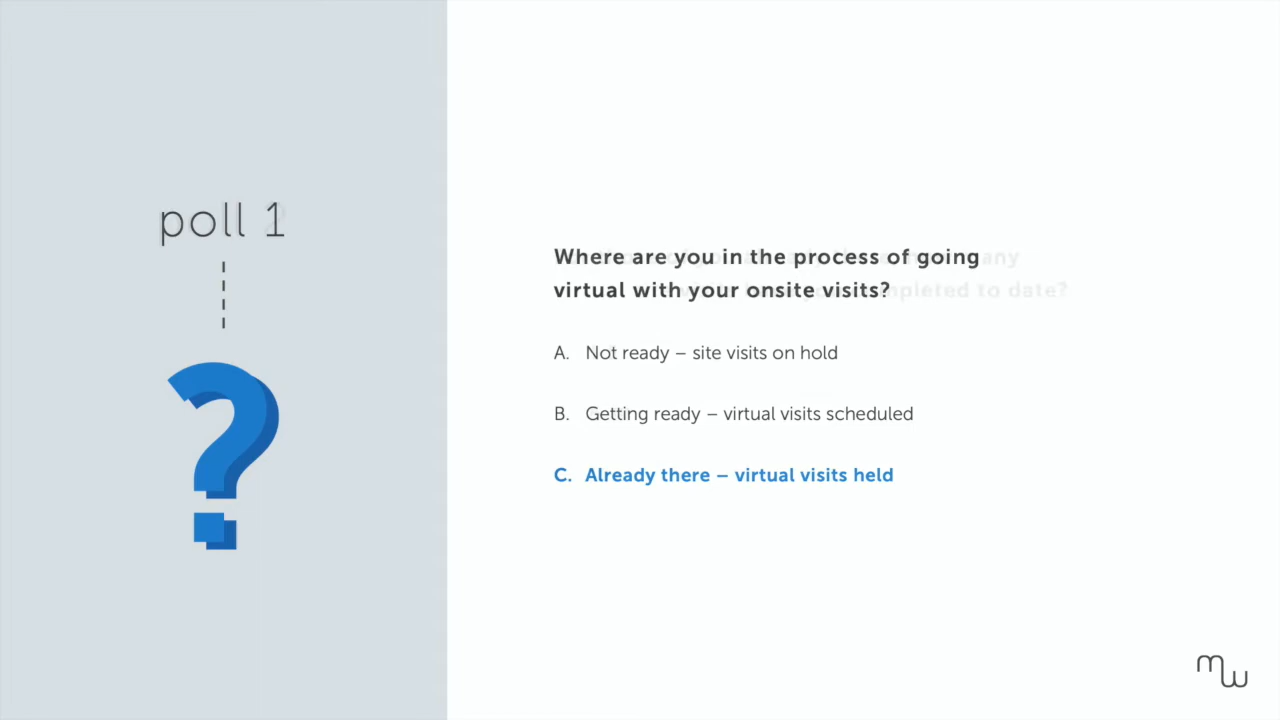 poll 1
?
Where are you in the process of going
virtual with your onsite visits?
A. Not ready – site visits on hold
B. Getting ready – virtual visits scheduled
C. Already there – virtual visits held
mw